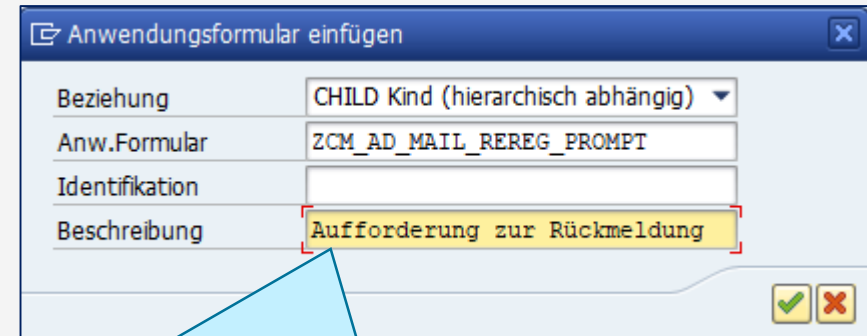 Anwendungsformular einfügen
Beziehung CHILD Kind (hierarchisch abhängig)
Anw.Formular ZCM_AD_MAIL_REREG_PROMPT
Identifikation
Beschreibung Aufforderung zur Rückmeldung